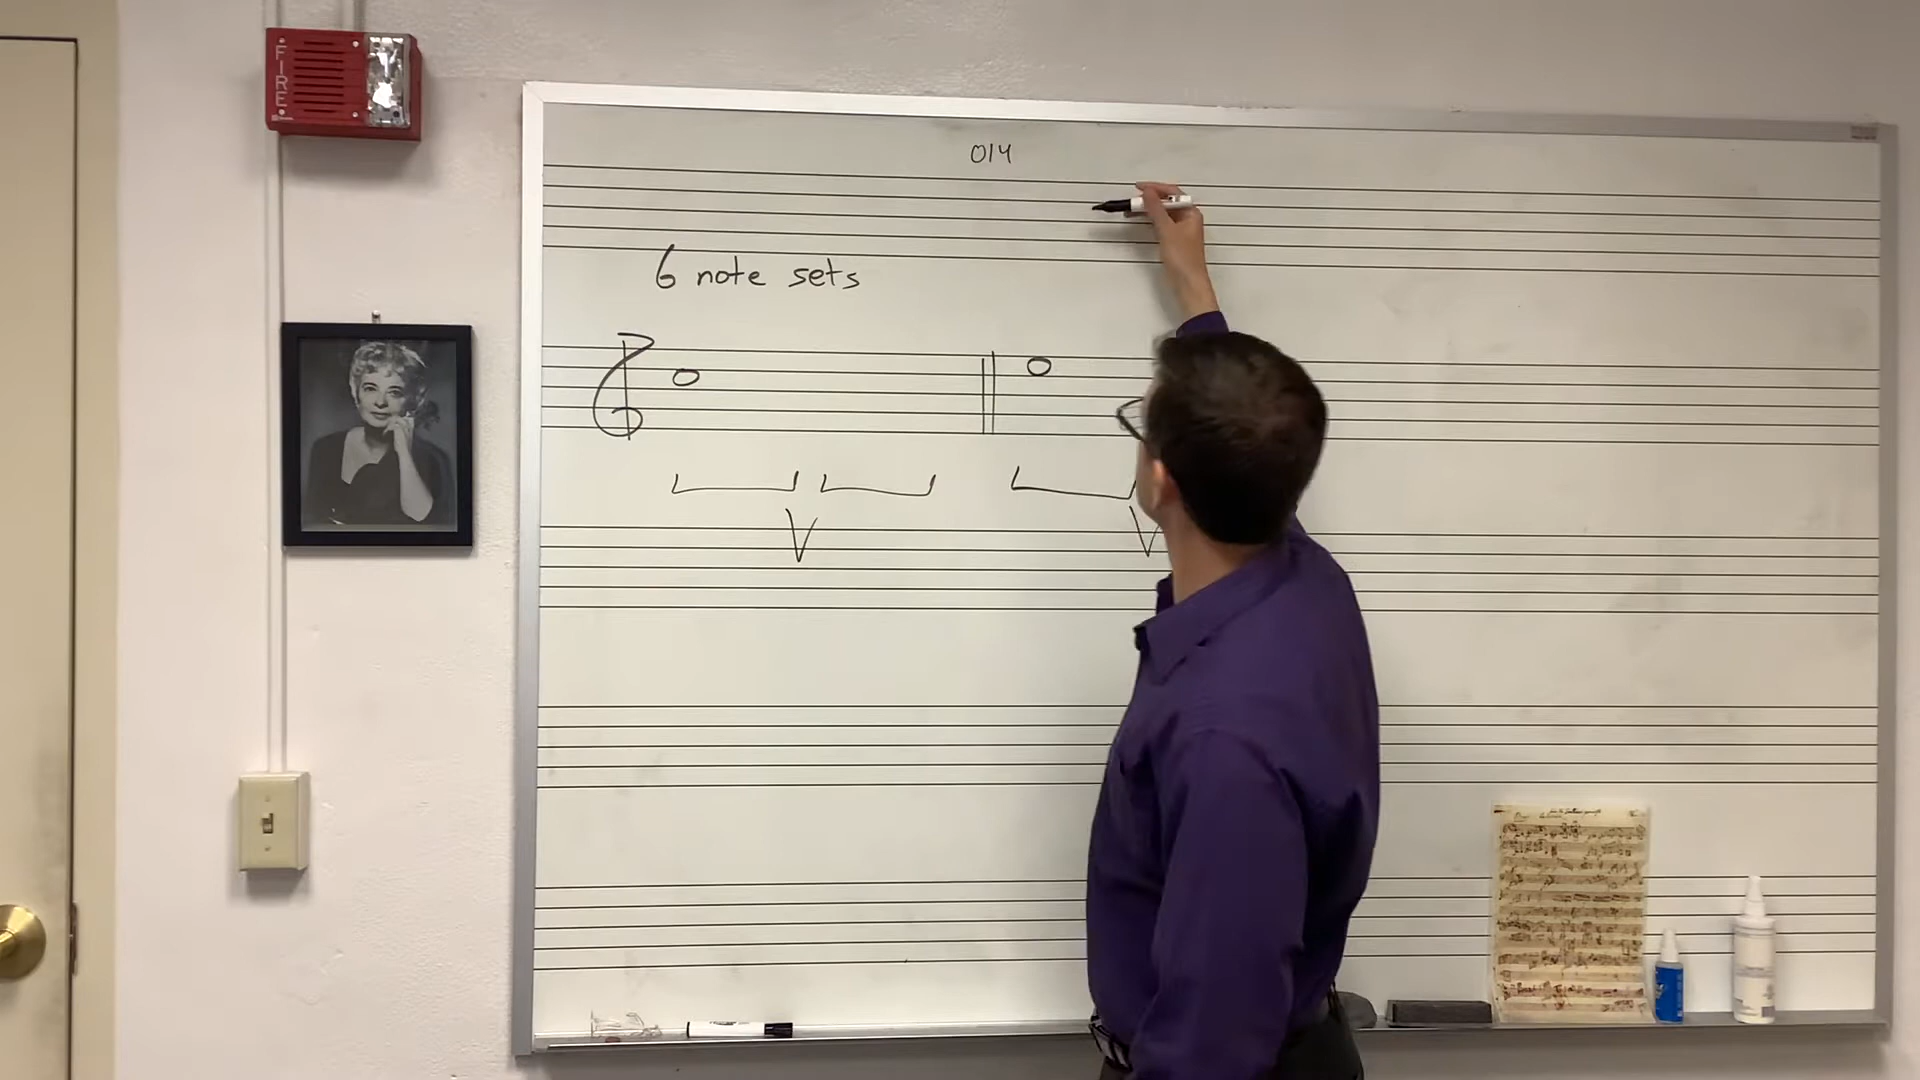 FIRE
014
6 note sets
V
V